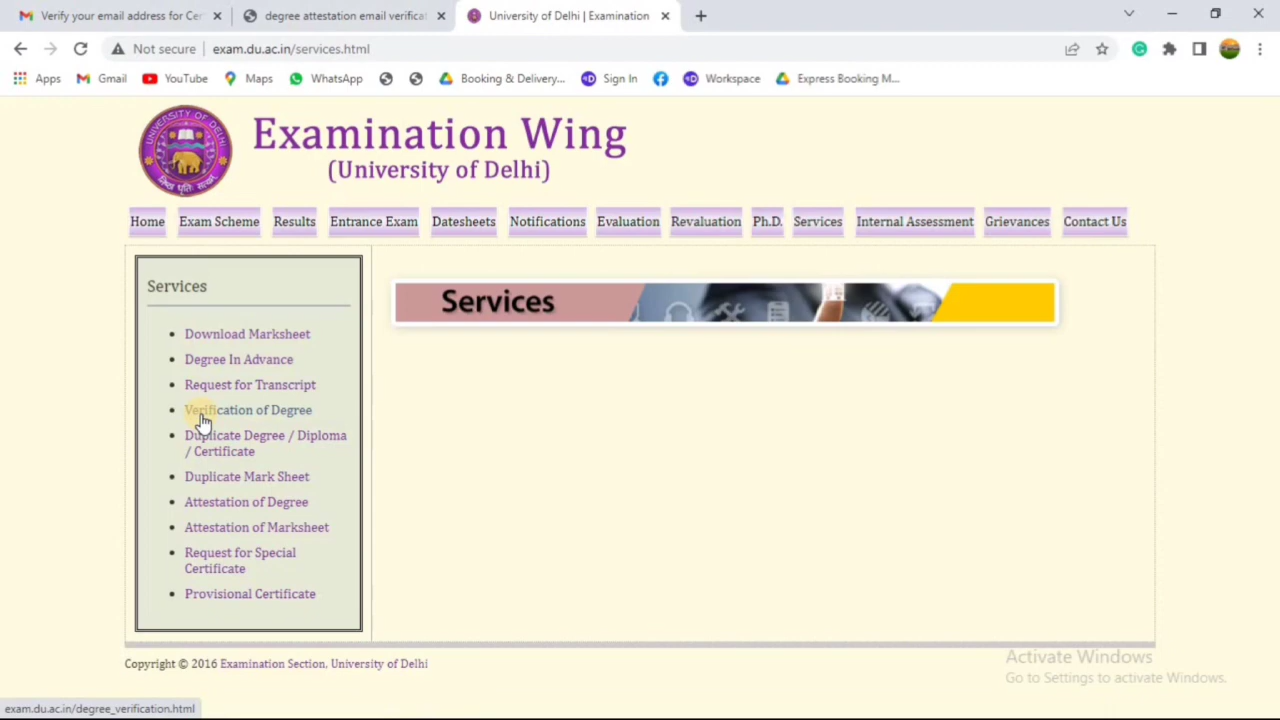 Verify your email address for Cer
degree attestation email verifica
University of Delhi | Examination
Not secure
exam.du.ac.in/services.html
Apps
Gmail
YouTube
Maps
WhatsApp
Booking & Delivery...
Sign In
Workspace
Express Booking M...
UNIVERSITY OF DELHI
Examination Wing
(University of Delhi)
Home
Exam Scheme
Results
Entrance Exam
Datesheets
Notifications
Evaluation
Revaluation
Ph.D.
Services
Internal Assessment
Grievances
Contact Us
Services
Services
Download Marksheet
Degree In Advance
Request for Transcript
Verification of Degree
Duplicate Degree / Diploma
/ Certificate
Duplicate Mark Sheet
Attestation of Degree
Attestation of Marksheet
Request for Special
Certificate
Provisional Certificate
Copyright © 2016 Examination Section, University of Delhi
Activate Windows
Go to Settings to activate Windows.
exam.du.ac.in/degree_verification.html